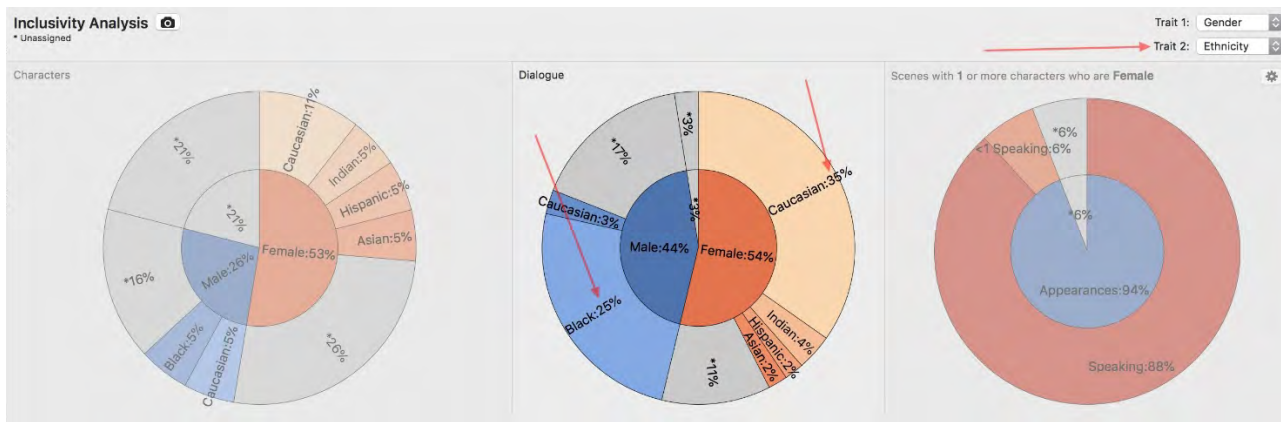 Inclusivity Analysis
* Unassigned
Trait 1: Gender
Trait 2: Ethnicity
Characters
Caucasian:11%
Indian:5%
Hispanic:5%
Asian:5%
*26%
Caucasian:5%
Black:5%
*16%
*21%
*21%
Female:53%
Male:26%
Dialogue
*3%
*17%
Caucasian:3%
Black:25%
*11%
Asian:2%
Hispanic:2%
Indian:4%
Caucasian:35%
*3%
Male:44%
Female:54%
Scenes with 1 or more characters who are Female
*6%
<1 Speaking:6%
*6%
Appearances:94%
Speaking:88%